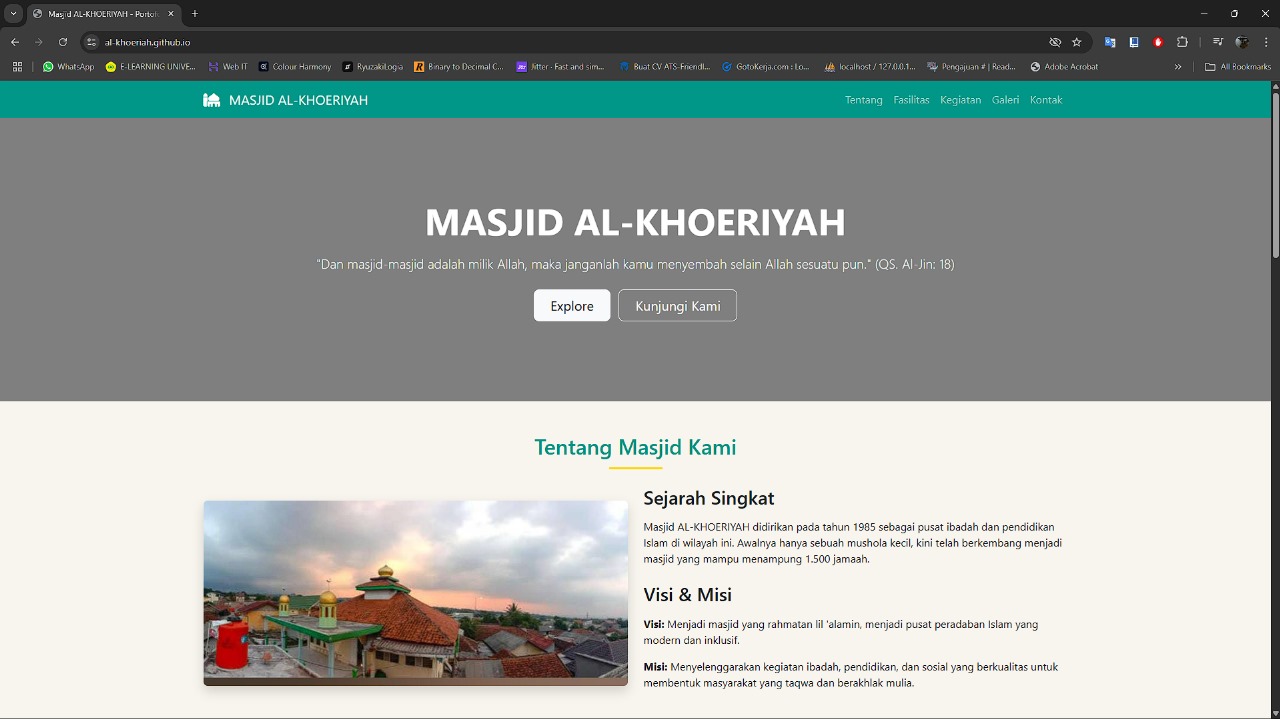 Masjid AL-KHOERIYAH - Portofo
al-khoeriah.github.io
WhatsApp
E-LEARNING UNIVE...
Web IT
Colour Harmony
RyuzakiLogia
Binary to Decimal C...
Jitter - Fast and sim...
Buat CV ATS-Friendl...
GotoKerja.com : Lo...
localhost / 127.0.0.1...
Pengajuan # | Read...
Adobe Acrobat
All Bookmarks
MASJID AL-KHOERIYAH
Tentang Fasilitas Kegiatan Galeri Kontak
MASJID AL-KHOERIYAH
"Dan masjid-masjid adalah milik Allah, maka janganlah kamu menyembah selain Allah sesuatu pun." (QS. Al-Jin: 18)
Explore
Kunjungi Kami
Tentang Masjid Kami
Sejarah Singkat
Masjid AL-KHOERIYAH didirikan pada tahun 1985 sebagai pusat ibadah dan pendidikan
Islam di wilayah ini. Awalnya hanya sebuah mushola kecil, kini telah berkembang menjadi
masjid yang mampu menampung 1.500 jamaah.
Visi & Misi
Visi: Menjadi masjid yang rahmatan lil 'alamin, menjadi pusat peradaban Islam yang
modern dan inklusif.
Misi: Menyelenggarakan kegiatan ibadah, pendidikan, dan sosial yang berkualitas untuk
membentuk masyarakat yang taqwa dan berakhlak mulia.